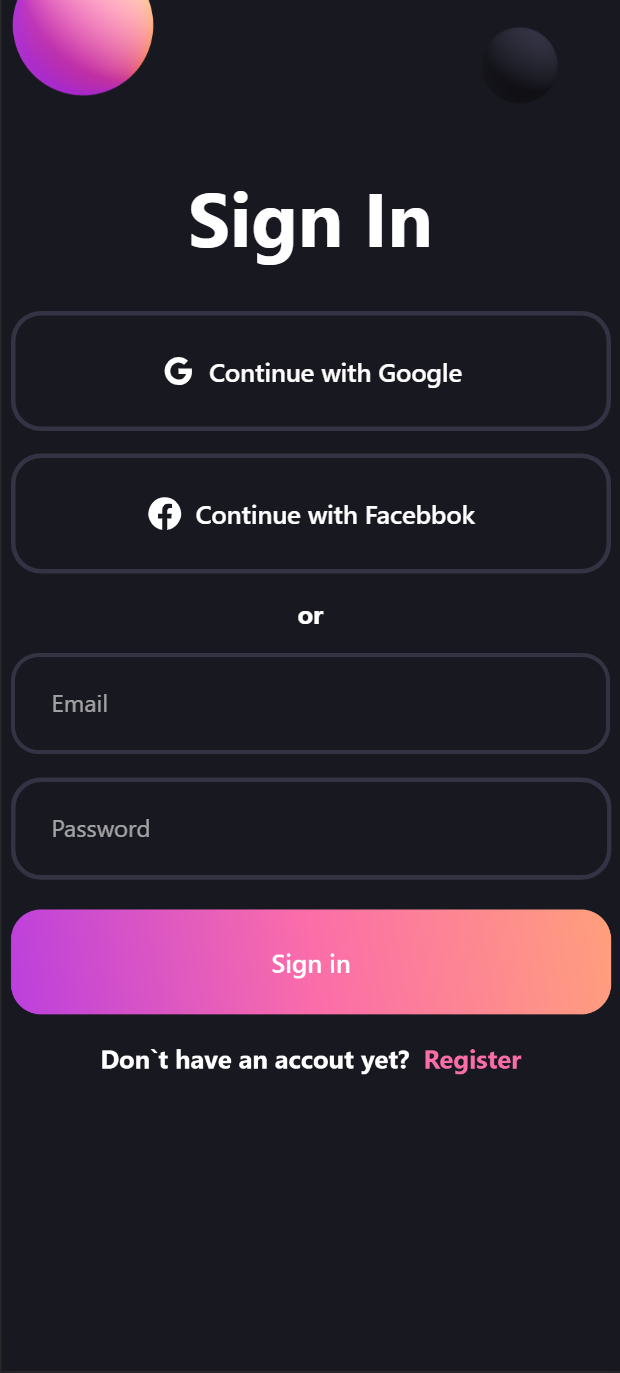 Sign In
Continue with Google
Continue with Facebbok
or
Email
Password
Sign in
Don`t have an accout yet? Register